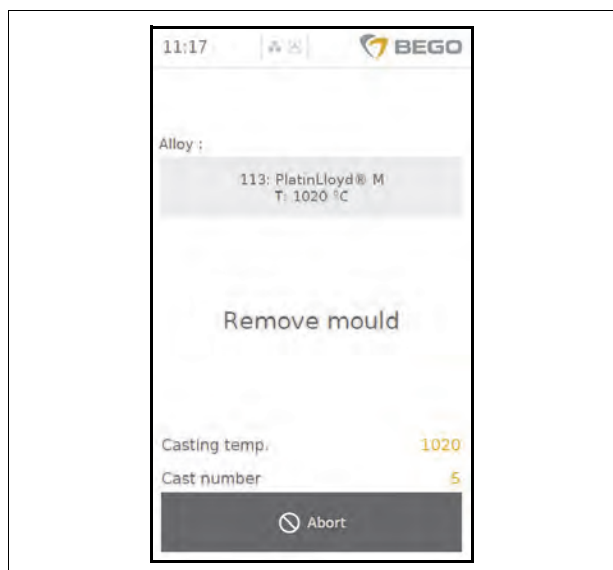 11:17
BEGO
Alloy :
113: PlatinLloyd® M
T: 1020 °C
Remove mould
Casting temp. 1020
Cast number 5
Abort